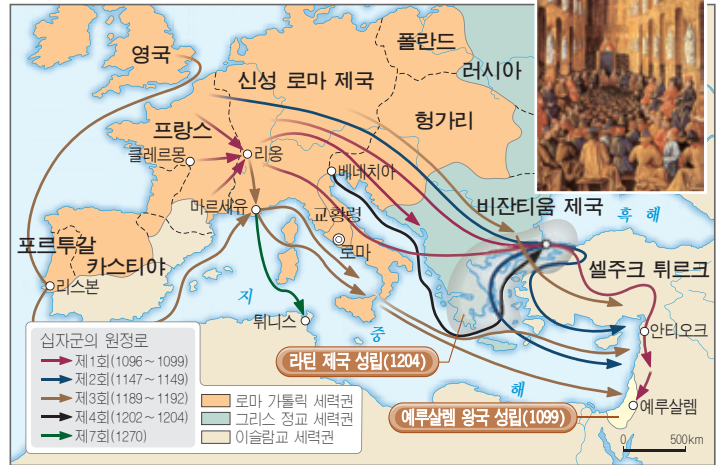 영국
폴란드
러시아
신성 로마 제국
헝가리
프랑스
클레르몽
리옹
베네치아
마르세유
교황령
로마
비잔티움 제국
흑 해
셀주크 튀르크
포르투갈
카스티야
리스본
지
중
해
튀니스
안티오크
예루살렘
라틴 제국 성립(1204)
예루살렘 왕국 성립(1099)
십자군의 원정로
제1회(1096~1099)
제2회(1147~1149)
제3회(1189~1192)
제4회(1202~1204)
제7회(1270)
로마 가톨릭 세력권
그리스 정교 세력권
이슬람교 세력권
0 500km